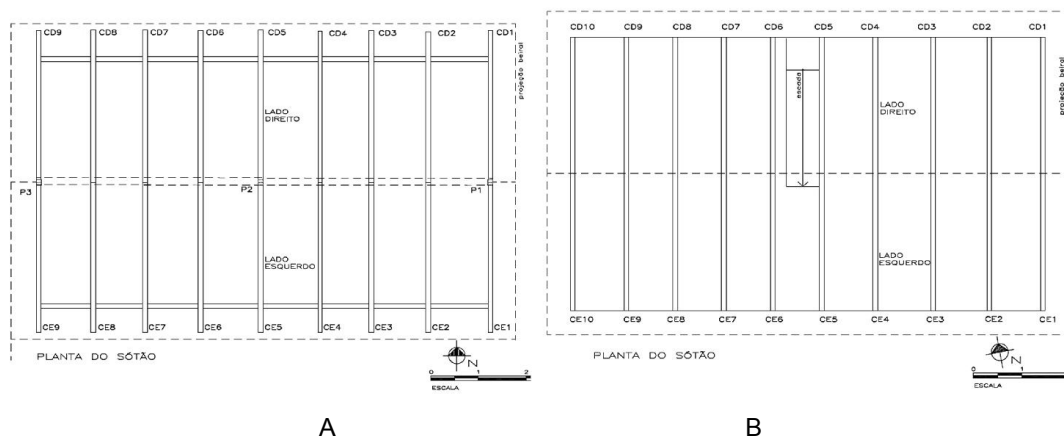 CD9 CD8 CD7 CD6 CD5 CD4 CD3 CD2 CD1
projeção beiral
LADO
DIREITO
P3 P2 P1
LADO
ESQUERDO
CE9 CE8 CE7 CE6 CE5 CE4 CE3 CE2 CE1
PLANTA DO SÓTÃO
N
0 1 2
ESCALA
A
CD10 CD9 CD8 CD7 CD6 CD5 CD4 CD3 CD2 CD1
projeção beiral
escada
LADO
DIREITO
LADO
ESQUERDO
CE10 CE9 CE8 CE7 CE6 CE5 CE4 CE3 CE2 CE1
PLANTA DO SÓTÃO
N
0 1
ESCALA
B